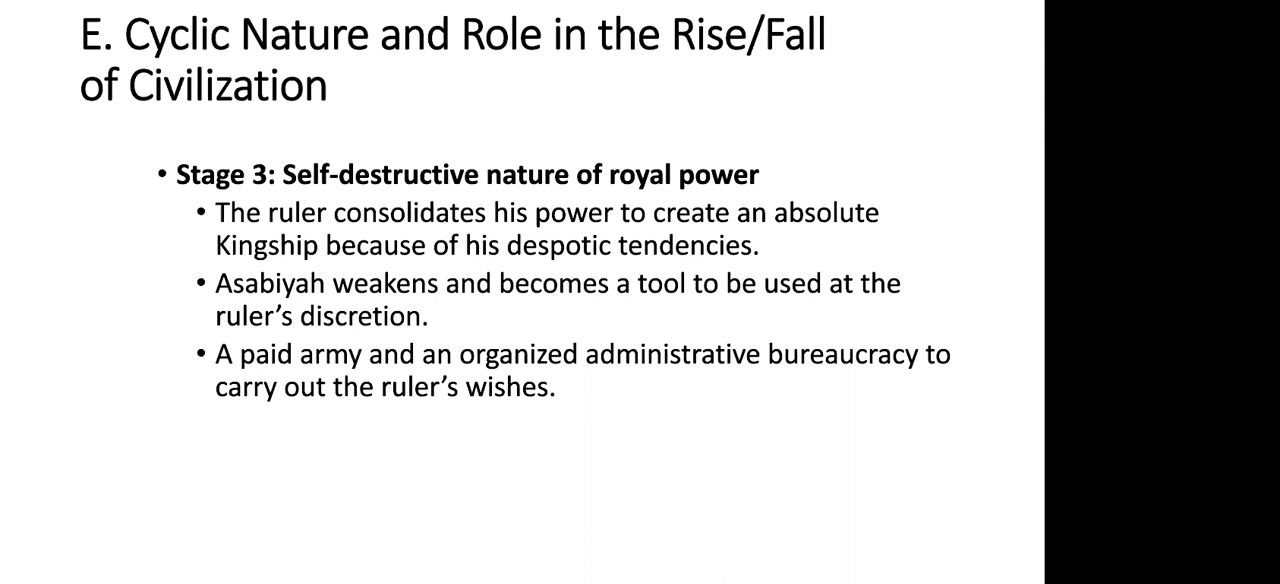 E. Cyclic Nature and Role in the Rise/Fall
of Civilization
• Stage 3: Self-destructive nature of royal power
• The ruler consolidates his power to create an absolute
Kingship because of his despotic tendencies.
• Asabiyah weakens and becomes a tool to be used at the
ruler’s discretion.
• A paid army and an organized administrative bureaucracy to
carry out the ruler’s wishes.